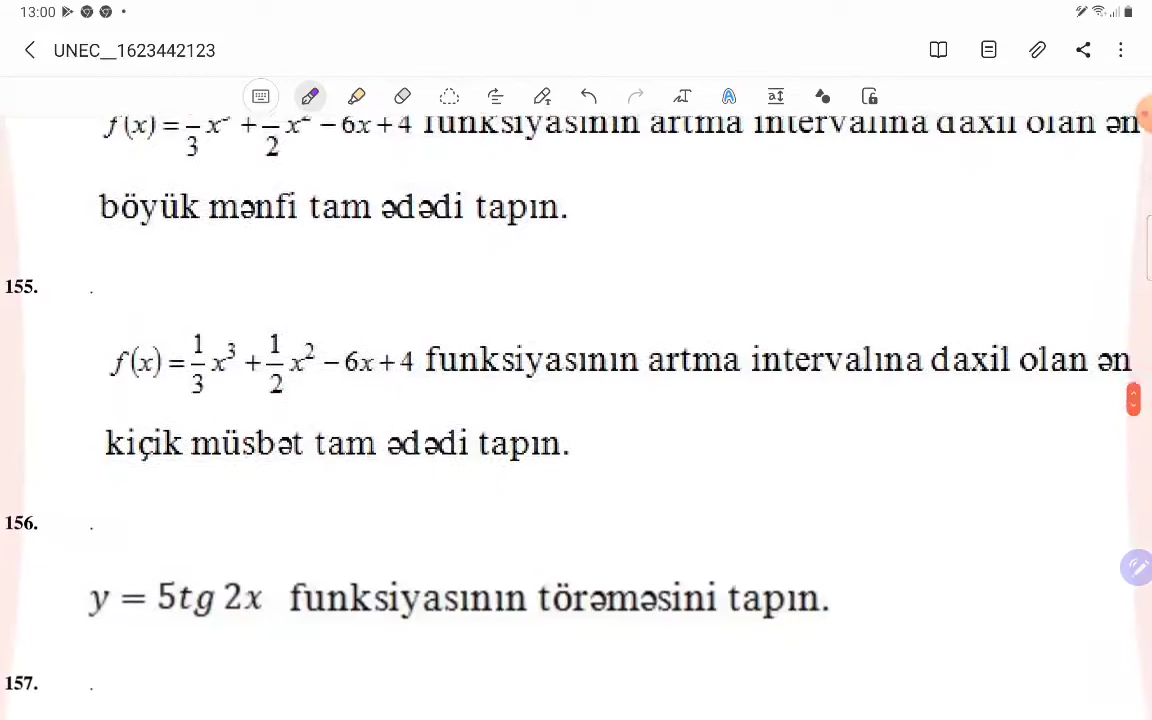 13:00
UNEC__1623442123
f(x) = 1/3 x + 1/2 x² − 6x + 4 funksiyasının artma intervalına daxil olan ən
böyük mənfi tam ədədi tapın.
155. .
f(x) = 1/3 x³ + 1/2 x² − 6x + 4 funksiyasının artma intervalına daxil olan ən
kiçik müsbət tam ədədi tapın.
156. .
y = 5tg 2x funksiyasının törəməsini tapın.
157. .